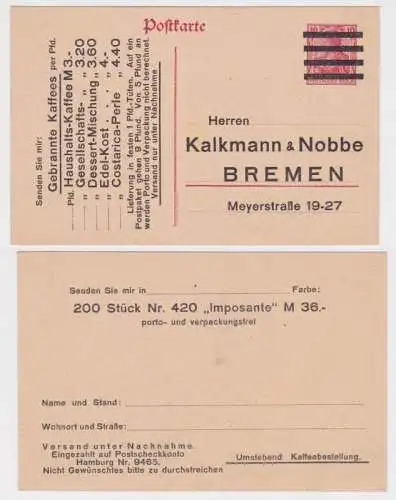 Postkarte
10 10
Senden Sie mir:
Gebrannte Kaffees per Pfd.
Pfd. Haushalts-Kaffee M 3.-
„ Gesellschafts- „ 3.20
„ Dessert-Mischung „ 3.60
„ Edel-Kost . . . „ 4.-
„ Costarica-Perle „ 4.40
Lieferung in festen 1 Pfd.-Tüten. Auf ein
Postpaket gehen 9 Pfund an. Von 5 Pfund an
werden Porto und Verpackung nicht berechnet.
Versand nur unter Nachnahme.
Herren
Kalkmann & Nobbe
BREMEN
Meyerstraße 19-27
Senden Sie mir in Farbe:
200 Stück Nr. 420 „Imposante" M 36.-
porto- und verpackungsfrei
Name und Stand:
Wohnort und Straße:
Versand unter Nachnahme.
Eingezahlt auf Postscheckkonto
Hamburg Nr. 9465.
Nicht Gewünschtes bitte zu durchstreichen
Umstehend Kaffeebestellung.